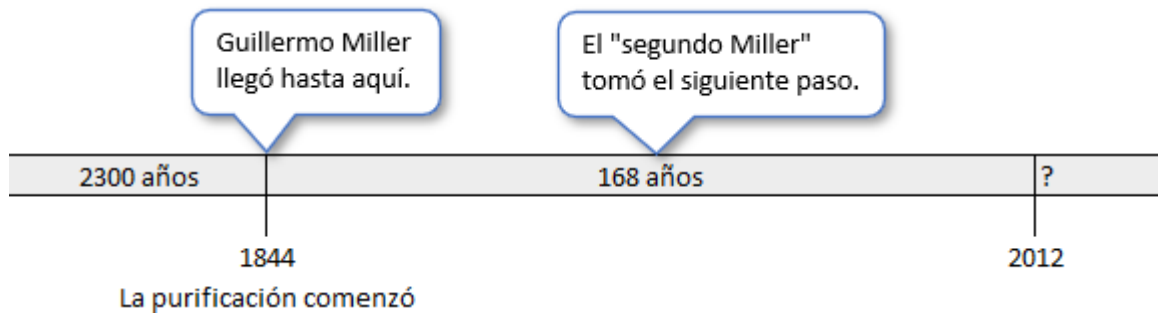 Guillermo Miller
llegó hasta aquí.
El "segundo Miller"
tomó el siguiente paso.
2300 años
168 años
?
1844
2012
La purificación comenzó